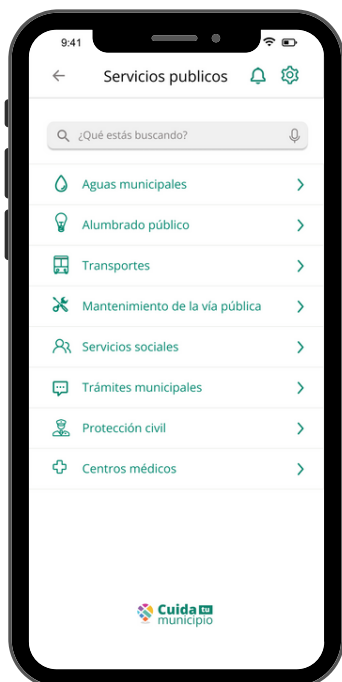 9:41
Servicios publicos
¿Qué estás buscando?
Aguas municipales
Alumbrado público
Transportes
Mantenimiento de la vía pública
Servicios sociales
Trámites municipales
Protección civil
Centros médicos
Cuida tu
municipio